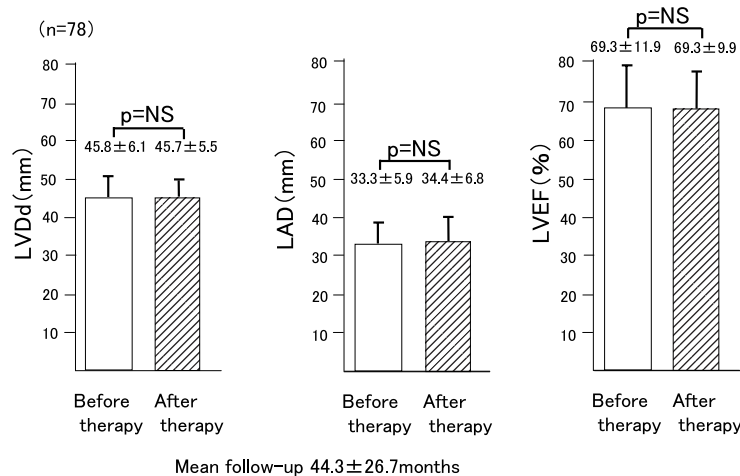 (n=78)
LVDd(mm)
80
70
60
50
40
30
20
10
p=NS
45.8±6.1 45.7±5.5
Before therapy
After therapy
LAD(mm)
80
70
60
50
40
30
20
10
p=NS
33.3±5.9 34.4±6.8
Before therapy
After therapy
LVEF(%)
80
70
60
50
40
30
20
10
p=NS
69.3±11.9 69.3±9.9
Before therapy
After therapy
Mean follow-up 44.3±26.7months